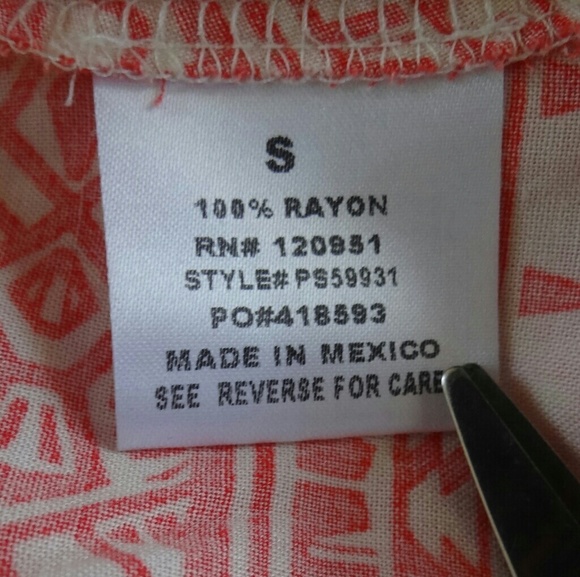 S
100% RAYON
RN# 120951
STYLE# PS59931
PO#418593
MADE IN MEXICO
SEE REVERSE FOR CARE